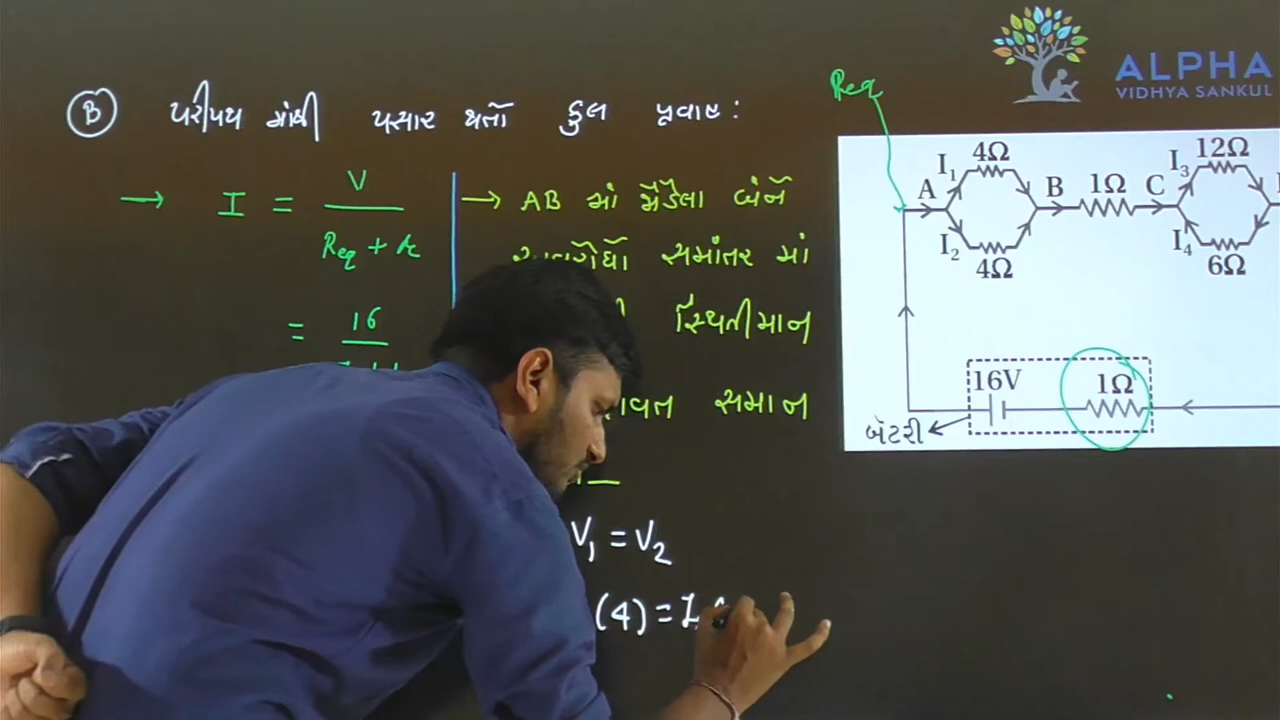 ALPHA
VIDHYA SANKUL
Req
B પરીપથ માંથી પસાર થતો કુલ પ્રવાહ :
→ I = V / Req + r
= 16
→ AB માં જોડેલા બંને
સમાંતર માં
સ્થિતીમાન
સમાન
V₁ = V₂
(4) =
I₁ 4Ω
A B 1Ω C
I₂ 4Ω
I₃ 12Ω
I₄ 6Ω
16V 1Ω
બૅટરી